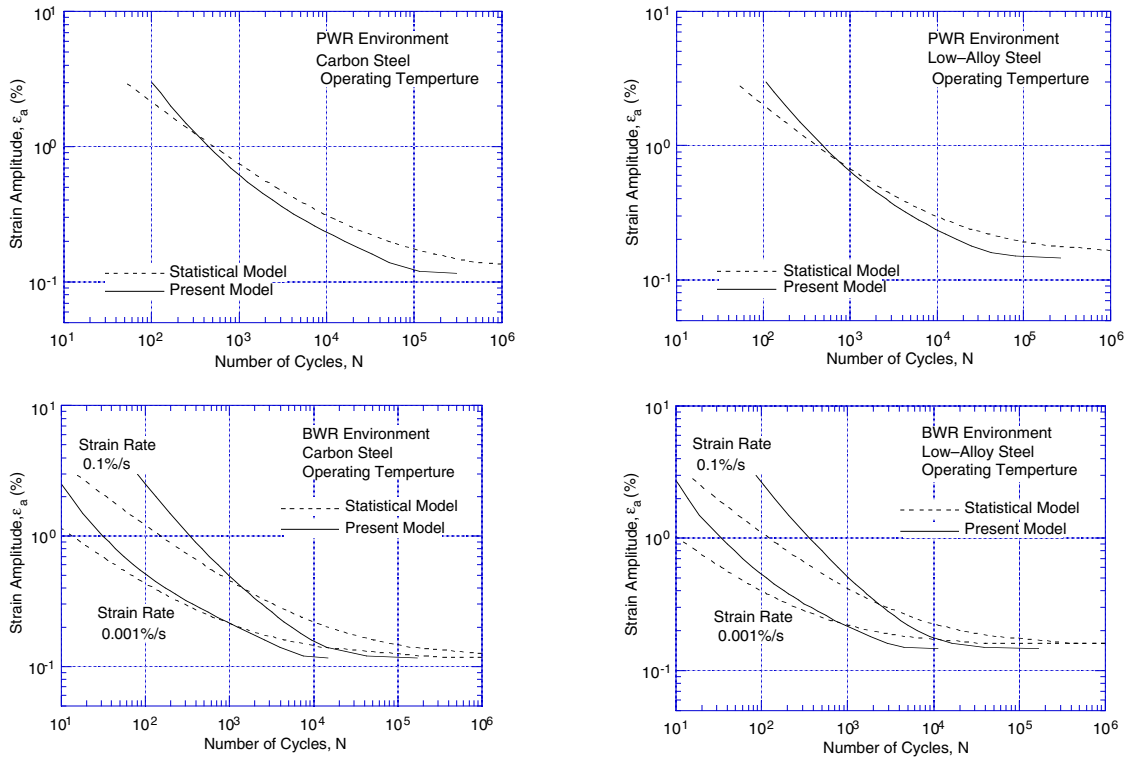 10¹
10⁰
10⁻¹
Strain Amplitude, ε_a (%)
PWR Environment
Carbon Steel
Operating Temperture
Statistical Model
Present Model
10¹ 10² 10³ 10⁴ 10⁵ 10⁶
Number of Cycles, N
10¹
10⁰
10⁻¹
Strain Amplitude, ε_a (%)
PWR Environment
Low–Alloy Steel
Operating Temperture
Statistical Model
Present Model
10¹ 10² 10³ 10⁴ 10⁵ 10⁶
Number of Cycles, N
10¹
10⁰
10⁻¹
Strain Amplitude, ε_a (%)
Strain Rate
0.1%/s
BWR Environment
Carbon Steel
Operating Temperture
Statistical Model
Present Model
Strain Rate
0.001%/s
10¹ 10² 10³ 10⁴ 10⁵ 10⁶
Number of Cycles, N
10¹
10⁰
10⁻¹
Strain Amplitude, ε_a (%)
Strain Rate
0.1%/s
BWR Environment
Low–Alloy Steel
Operating Temperture
Statistical Model
Present Model
Strain Rate
0.001%/s
10¹ 10² 10³ 10⁴ 10⁵ 10⁶
Number of Cycles, N